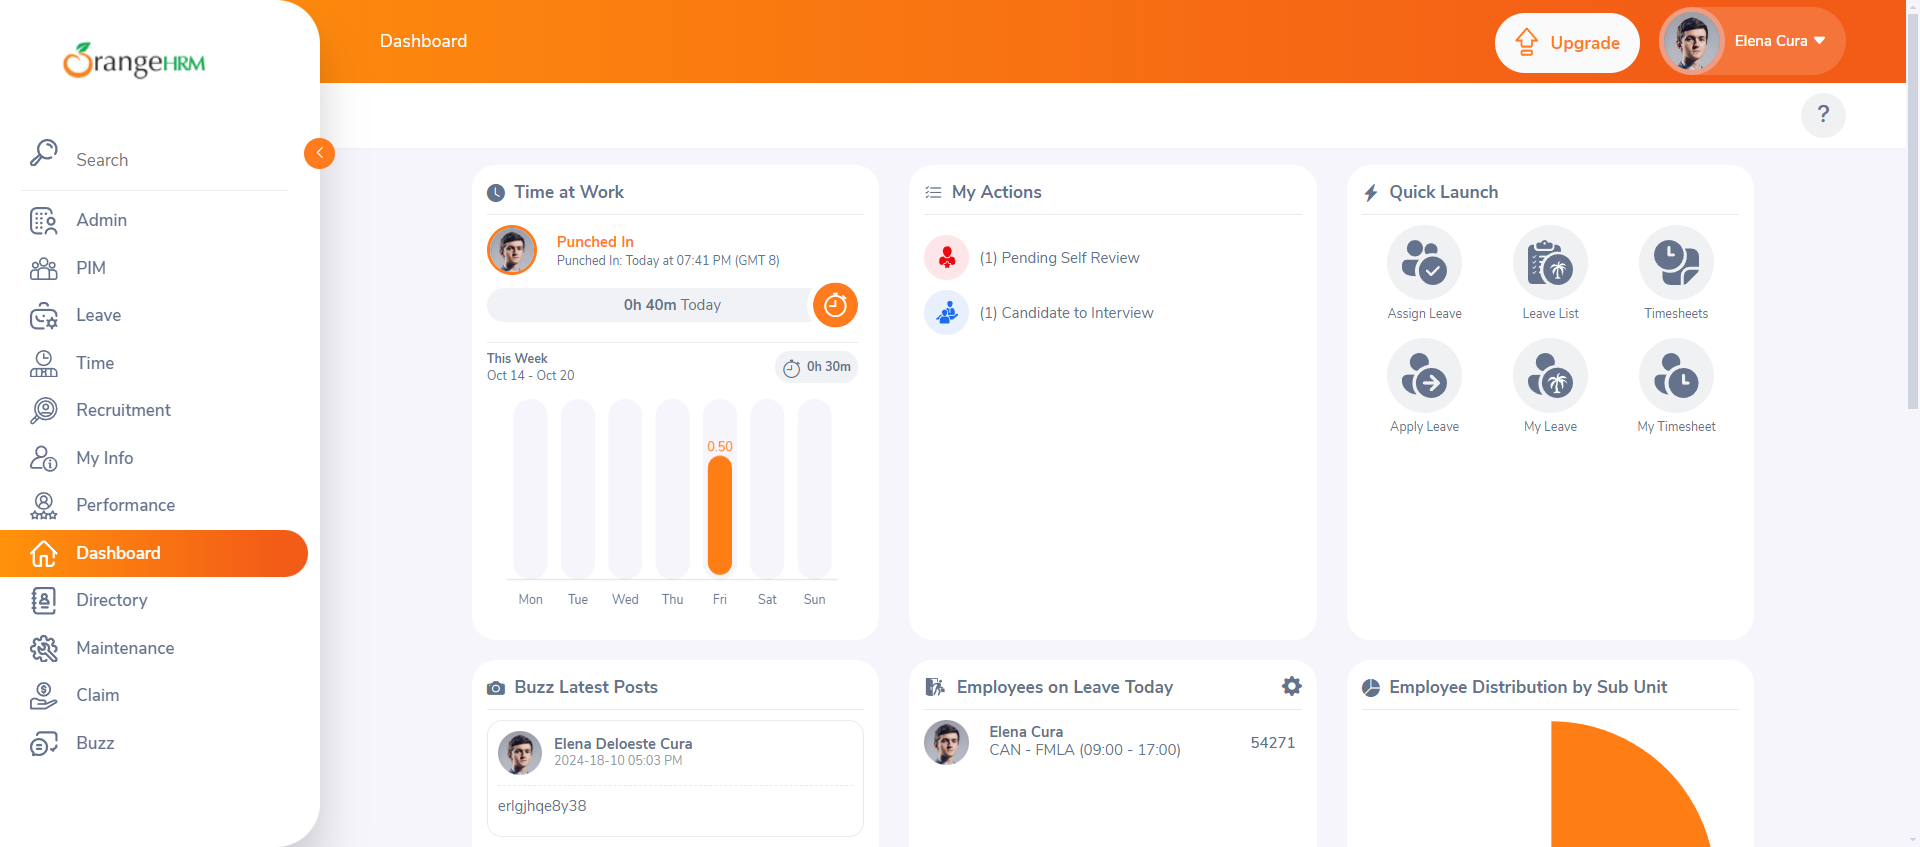 OrangeHRM
Search
Admin
PIM
Leave
Time
Recruitment
My Info
Performance
Dashboard
Directory
Maintenance
Claim
Buzz
Dashboard
Upgrade
Elena Cura
?
Time at Work
Punched In
Punched In: Today at 07:41 PM (GMT 8)
0h 40m Today
This Week
Oct 14 - Oct 20
0h 30m
0.50
Mon Tue Wed Thu Fri Sat Sun
My Actions
(1) Pending Self Review
(1) Candidate to Interview
Quick Launch
Assign Leave
Leave List
Timesheets
Apply Leave
My Leave
My Timesheet
Buzz Latest Posts
Elena Deloeste Cura
2024-18-10 05:03 PM
erlgjhqe8y38
Employees on Leave Today
Elena Cura
CAN - FMLA (09:00 - 17:00)
54271
Employee Distribution by Sub Unit